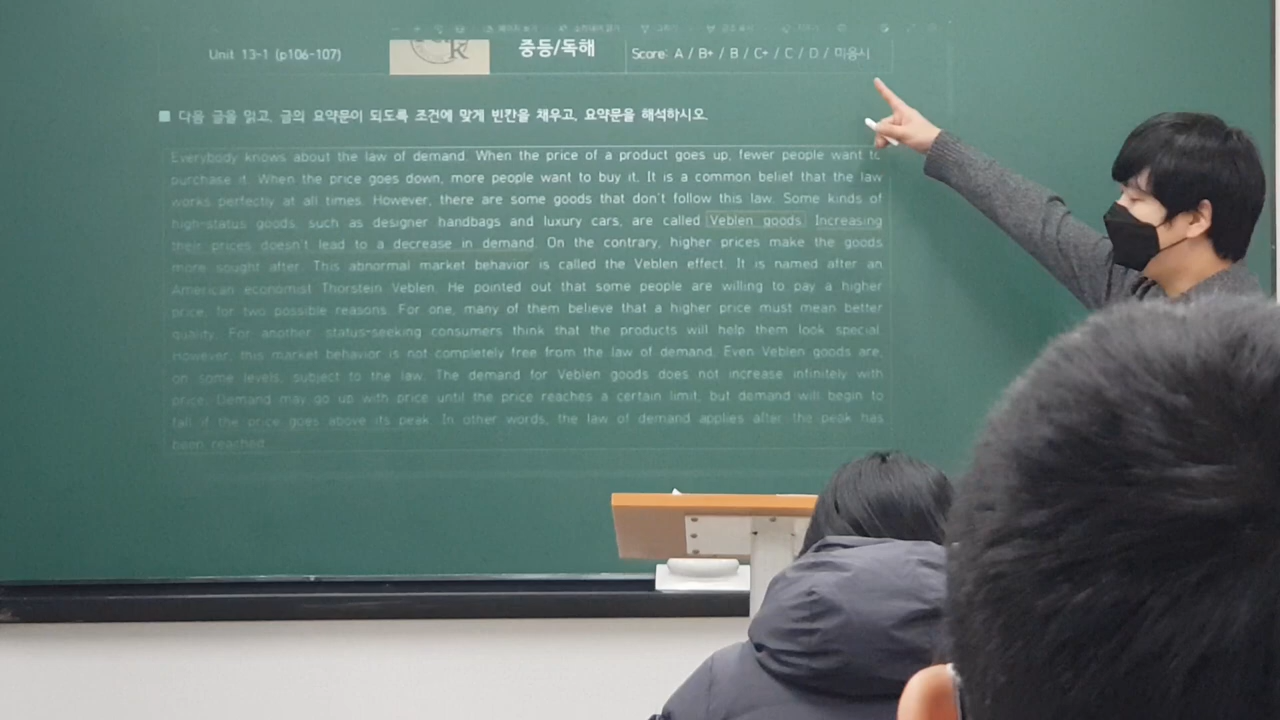 Unit 13-1 (p106-107)
K
중등/독해
Score: A / B+ / B / C+ / C / D / 미응시
■ 다음 글을 읽고, 글의 요약문이 되도록 조건에 맞게 빈칸을 채우고, 요약문을 해석하시오.
Everybody knows about the law of demand. When the price of a product goes up, fewer people want to
purchase it. When the price goes down, more people want to buy it. It is a common belief that the law
works perfectly at all times. However, there are some goods that don't follow this law. Some kinds of
high-status goods, such as designer handbags and luxury cars, are called Veblen goods. Increasing
their prices doesn't lead to a decrease in demand. On the contrary, higher prices make the goods
more sought after. This abnormal market behavior is called the Veblen effect. It is named after an
American economist Thorstein Veblen. He pointed out that some people are willing to pay a higher
price, for two possible reasons. For one, many of them believe that a higher price must mean better
quality. For another, status-seeking consumers think that the products will help them look special.
However, this market behavior is not completely free from the law of demand. Even Veblen goods are,
on some levels, subject to the law. The demand for Veblen goods does not increase infinitely with
price. Demand may go up with price until the price reaches a certain limit, but demand will begin to
fall if the price goes above its peak. In other words, the law of demand applies after the peak has
been reached.